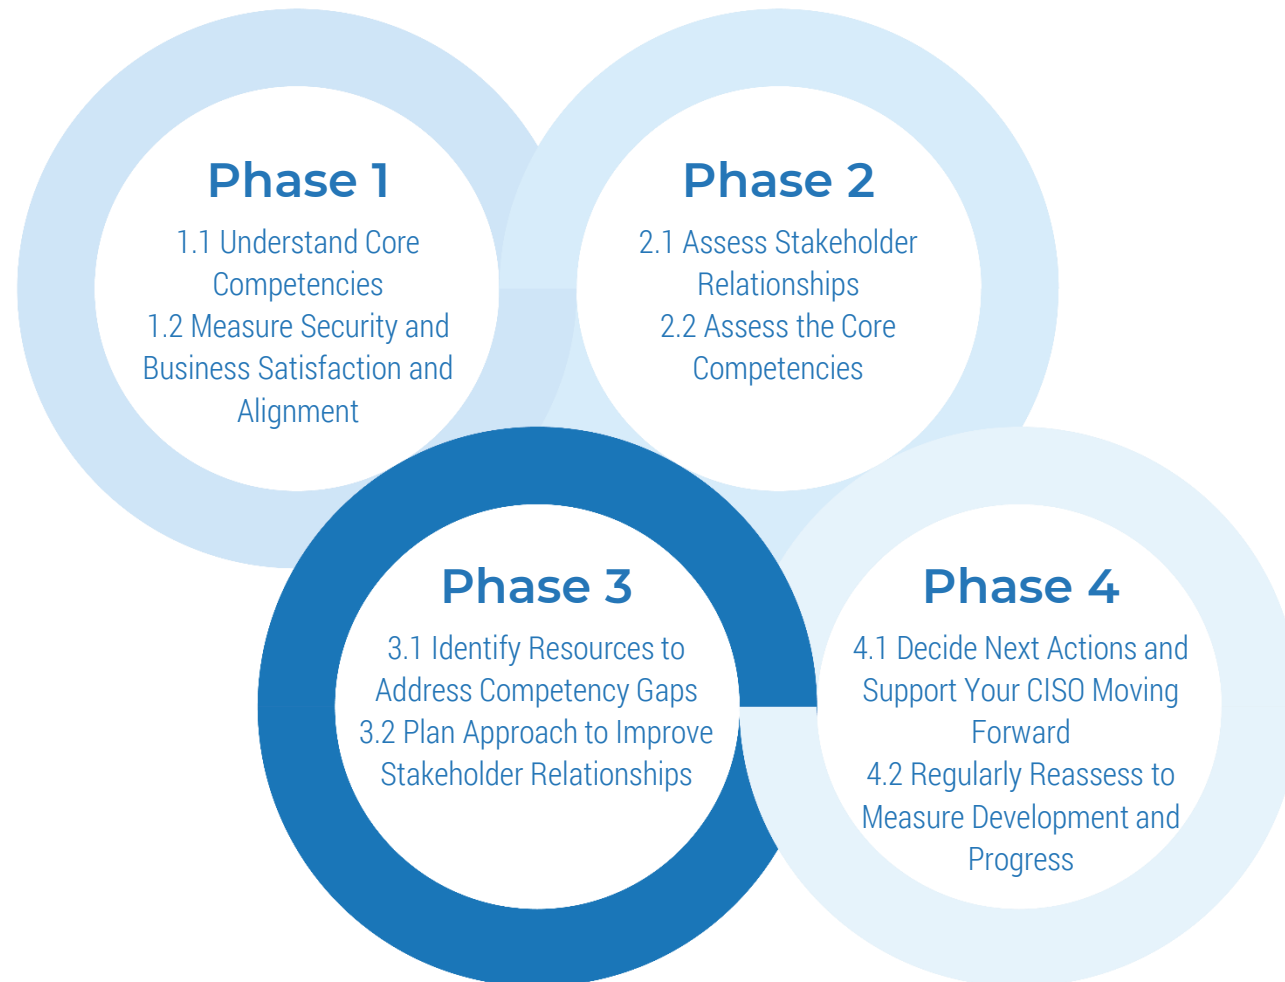 Phase 1
1.1 Understand Core
Competencies
1.2 Measure Security and
Business Satisfaction and
Alignment
Phase 2
2.1 Assess Stakeholder
Relationships
2.2 Assess the Core
Competencies
Phase 3
3.1 Identify Resources to
Address Competency Gaps
3.2 Plan Approach to Improve
Stakeholder Relationships
Phase 4
4.1 Decide Next Actions and
Support Your CISO Moving
Forward
4.2 Regularly Reassess to
Measure Development and
Progress